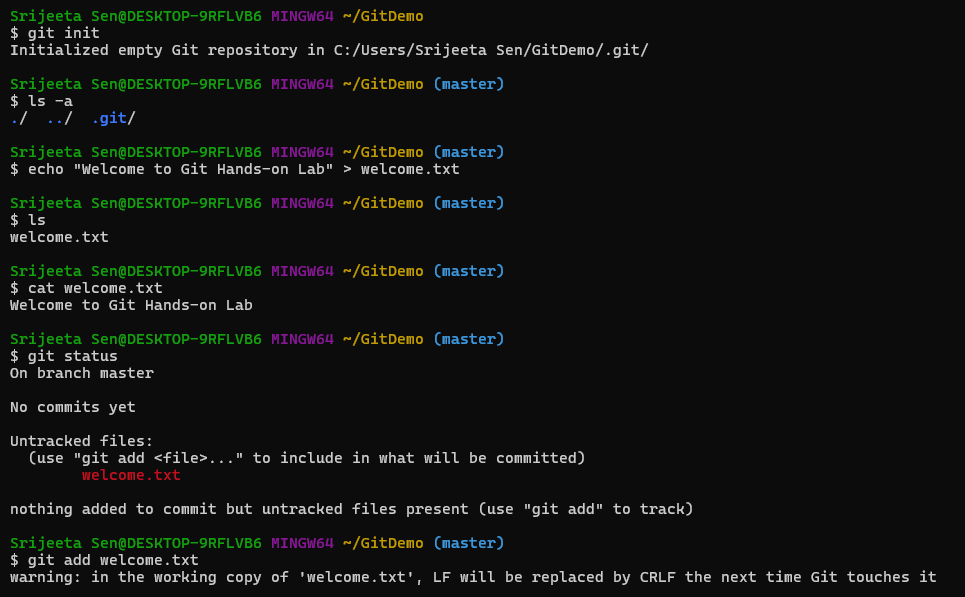 Srijeeta Sen@DESKTOP-9RFLVB6 MINGW64 ~/GitDemo
$ git init
Initialized empty Git repository in C:/Users/Srijeeta Sen/GitDemo/.git/
Srijeeta Sen@DESKTOP-9RFLVB6 MINGW64 ~/GitDemo (master)
$ ls -a
./  ../  .git/
Srijeeta Sen@DESKTOP-9RFLVB6 MINGW64 ~/GitDemo (master)
$ echo "Welcome to Git Hands-on Lab" > welcome.txt
Srijeeta Sen@DESKTOP-9RFLVB6 MINGW64 ~/GitDemo (master)
$ ls
welcome.txt
Srijeeta Sen@DESKTOP-9RFLVB6 MINGW64 ~/GitDemo (master)
$ cat welcome.txt
Welcome to Git Hands-on Lab
Srijeeta Sen@DESKTOP-9RFLVB6 MINGW64 ~/GitDemo (master)
$ git status
On branch master
No commits yet
Untracked files:
  (use "git add <file>..." to include in what will be committed)
        welcome.txt
nothing added to commit but untracked files present (use "git add" to track)
Srijeeta Sen@DESKTOP-9RFLVB6 MINGW64 ~/GitDemo (master)
$ git add welcome.txt
warning: in the working copy of 'welcome.txt', LF will be replaced by CRLF the next time Git touches it